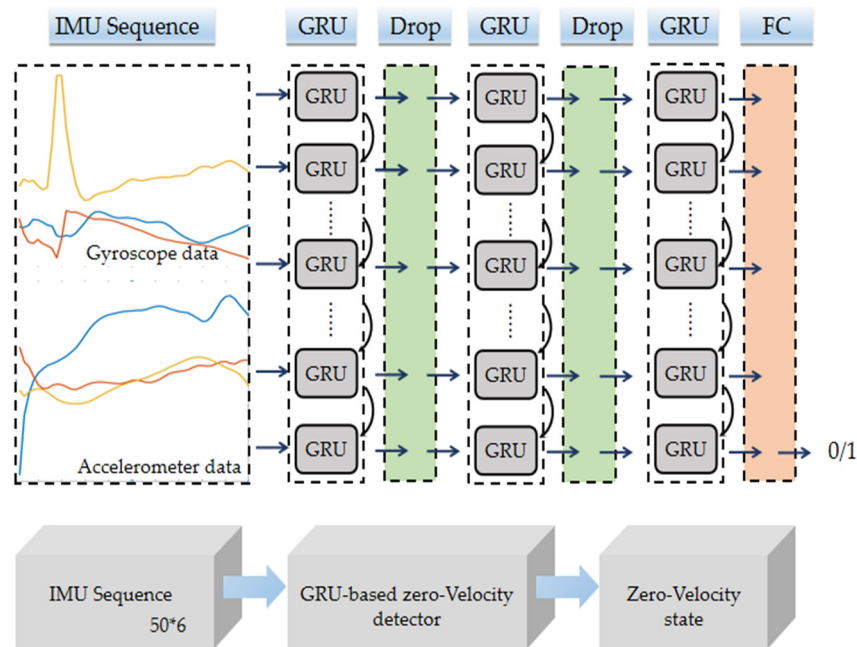 IMU Sequence GRU Drop GRU Drop GRU FC
GRU GRU GRU
GRU GRU GRU
Gyroscope data
GRU GRU GRU
GRU GRU GRU
Accelerometer data
GRU GRU GRU
0/1
IMU Sequence
50*6
GRU-based zero-Velocity
detector
Zero-Velocity
state